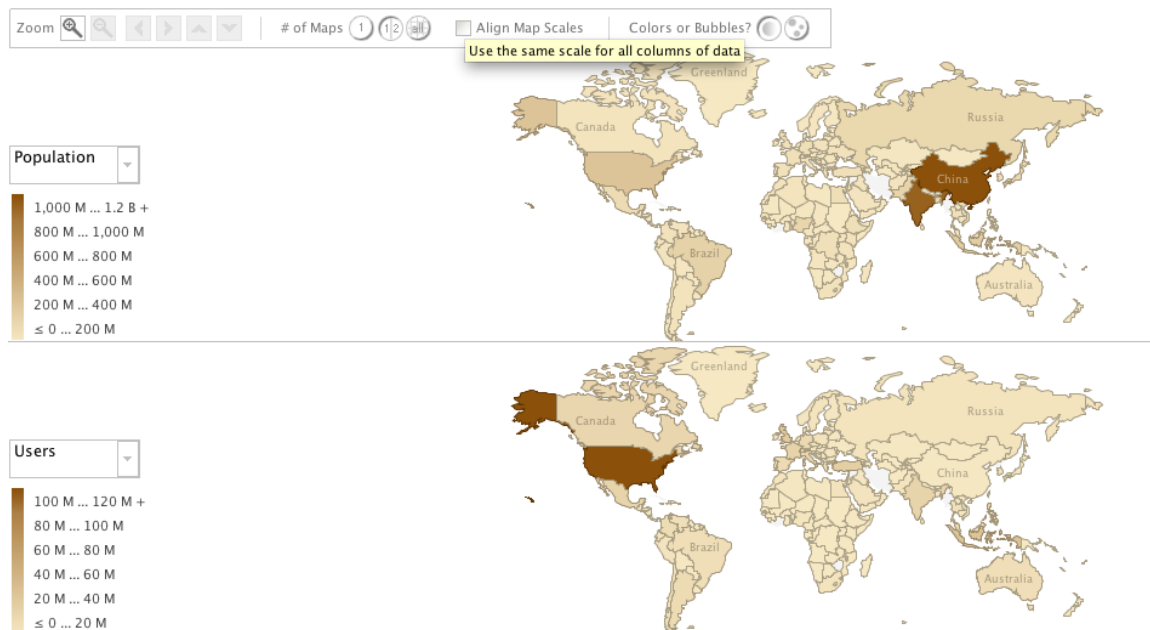 Zoom # of Maps 1 1|2 all Align Map Scales Colors or Bubbles?
Use the same scale for all columns of data
Greenland
Canada
Russia
China
Brazil
Australia
Population
1,000 M ... 1.2 B +
800 M ... 1,000 M
600 M ... 800 M
400 M ... 600 M
200 M ... 400 M
≤ 0 ... 200 M
Greenland
Canada
Russia
China
Brazil
Australia
Users
100 M ... 120 M +
80 M ... 100 M
60 M ... 80 M
40 M ... 60 M
20 M ... 40 M
≤ 0 ... 20 M